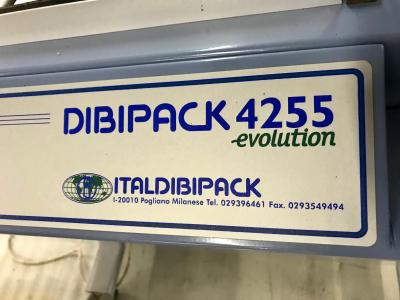 DIBIPACK 4255
-evolution
ITALDIBIPACK
I-20010 Pogliano Milanese Tel. 029396461 Fax. 0293549494